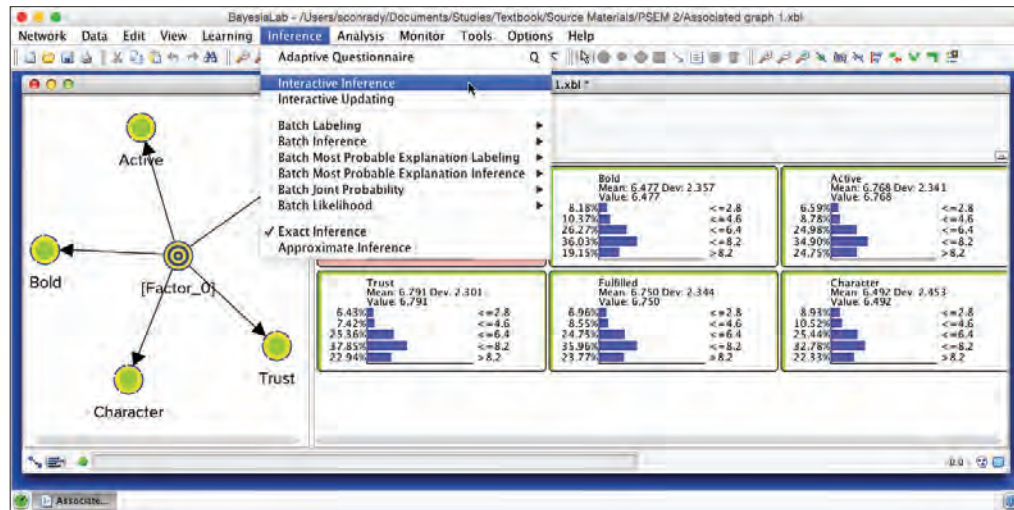 BayesiaLab - /Users/sconrady/Documents/Studies/Textbook/Source Materials/PSEM 2/Associated graph 1.xbl
Network Data Edit View Learning Inference Analysis Monitor Tools Options Help
Adaptive Questionnaire Q
Interactive Inference
Interactive Updating
Batch Labeling
Batch Inference
Batch Most Probable Explanation Labeling
Batch Most Probable Explanation Inference
Batch Joint Probability
Batch Likelihood
✓ Exact Inference
Approximate Inference
1.xbl *
Active
Bold
[Factor_0]
Trust
Character
Bold
Mean: 6.477 Dev: 2.357
Value: 6.477
8.18% <=2.8
10.37% <=4.6
26.27% <=6.4
36.03% <=8.2
19.15% >8.2
Active
Mean: 6.768 Dev: 2.341
Value: 6.768
6.59% <=2.8
8.78% <=4.6
24.98% <=6.4
34.90% <=8.2
24.75% >8.2
Trust
Mean: 6.791 Dev: 2.301
Value: 6.791
6.43% <=2.8
7.42% <=4.6
25.36% <=6.4
37.85% <=8.2
22.94% >8.2
Fulfilled
Mean: 6.750 Dev: 2.344
Value: 6.750
6.96% <=2.8
8.55% <=4.6
24.75% <=6.4
35.96% <=8.2
23.77% >8.2
Character
Mean: 6.492 Dev: 2.453
Value: 6.492
8.93% <=2.8
10.52% <=4.6
25.44% <=6.4
32.78% <=8.2
22.33% >8.2
0.0
Associate...